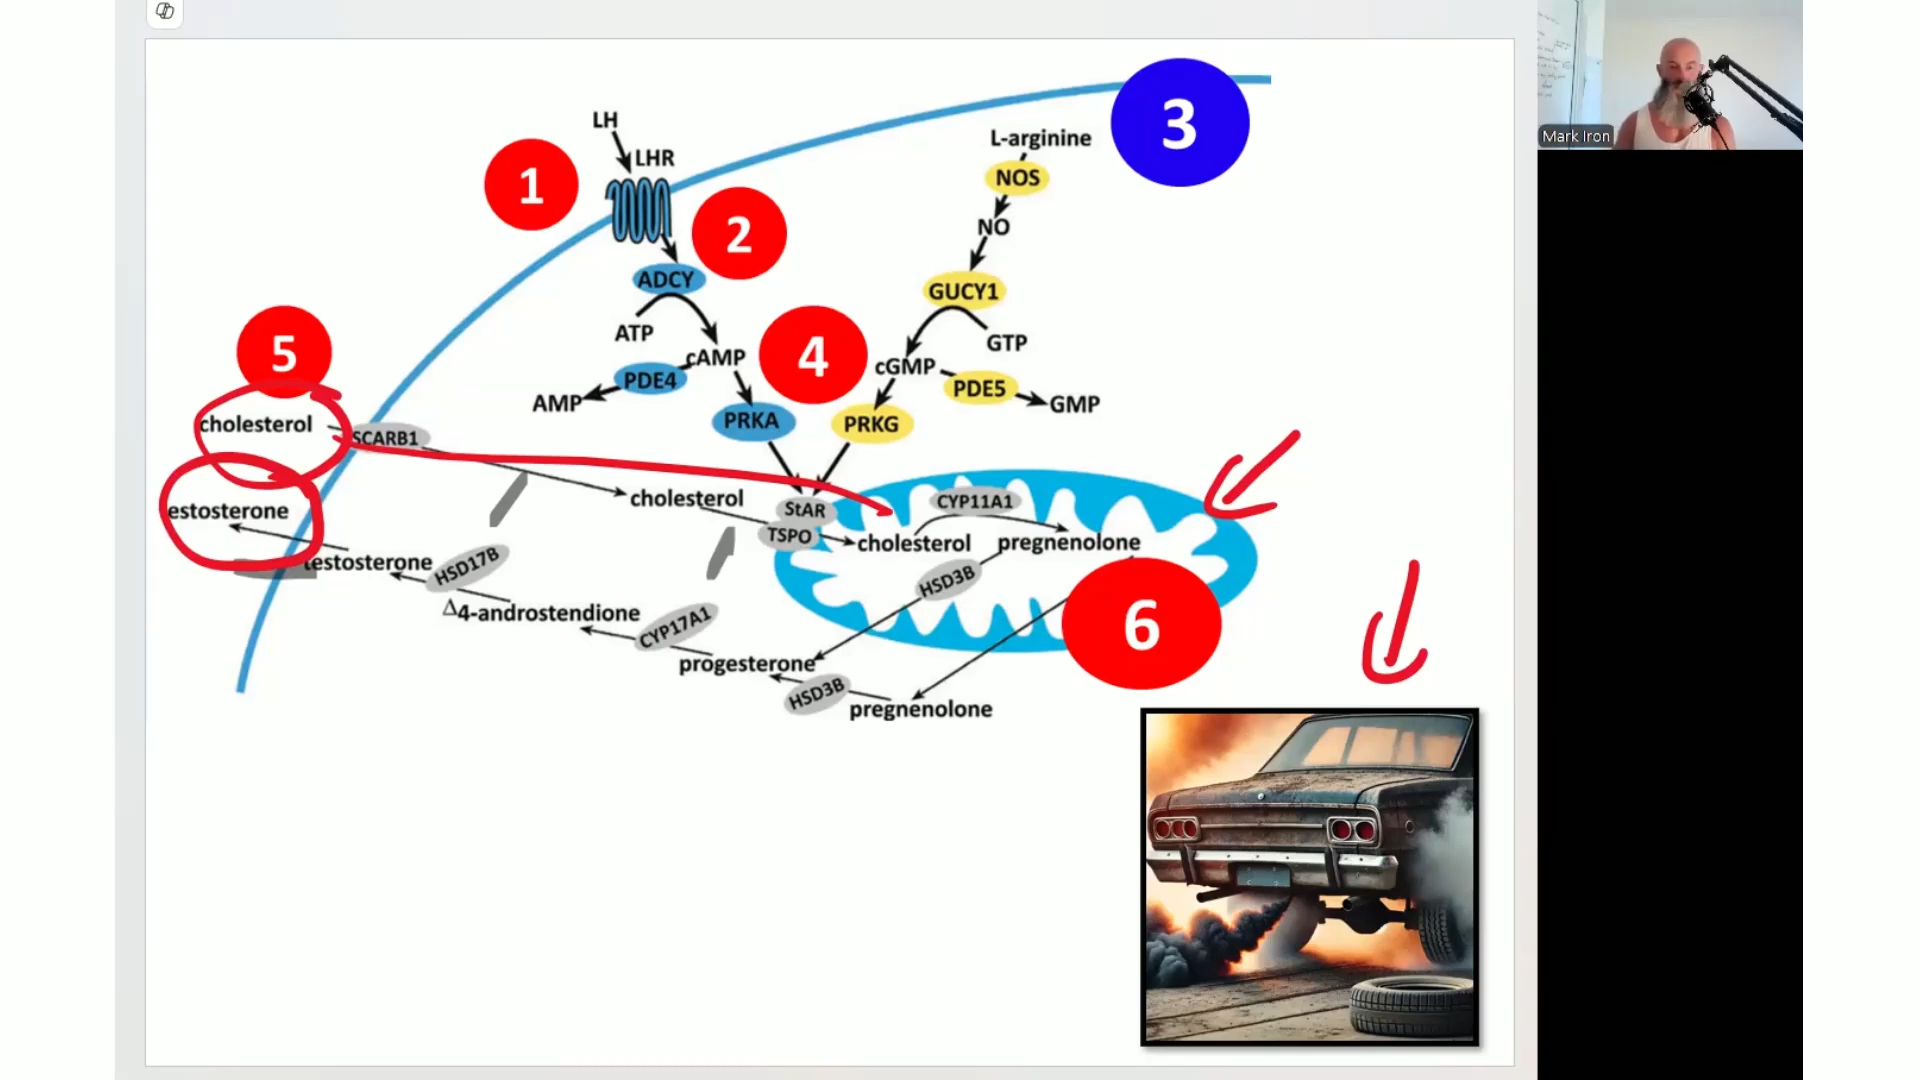 LH
LHR
1
2
3
L-arginine
NOS
NO
ADCY
GUCY1
ATP
GTP
cAMP
4
cGMP
PDE4
PDE5
AMP
GMP
PRKA
PRKG
5
cholesterol
SCARB1
cholesterol
StAR
TSPO
CYP11A1
cholesterol
pregnenolone
estosterone
testosterone
HSD17B
HSD3B
Δ4-androstendione
CYP17A1
6
progesterone
HSD3B
pregnenolone
Mark Iron